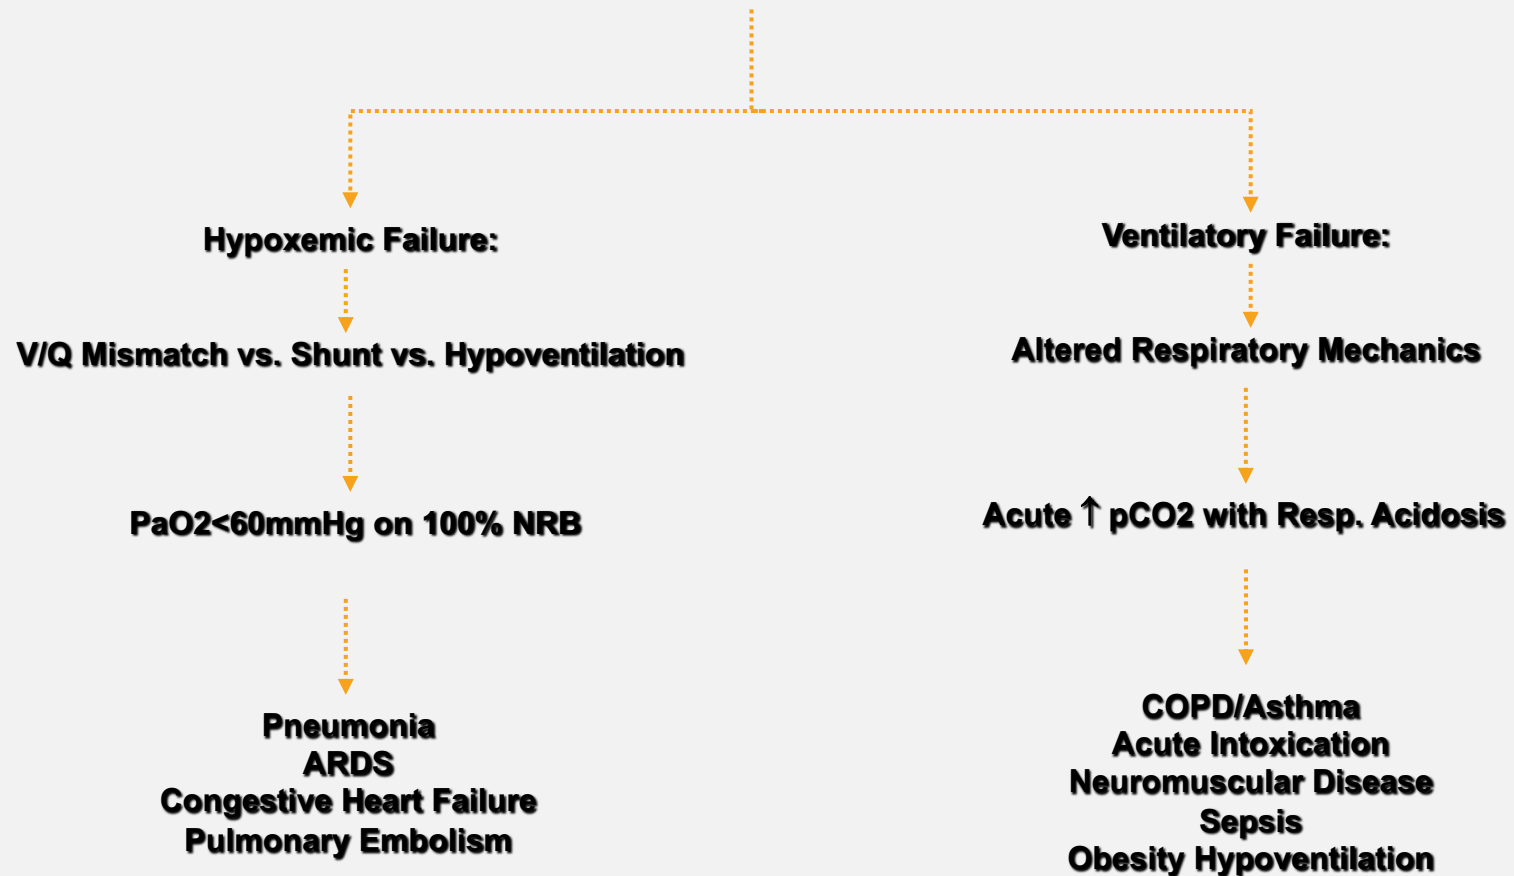 Hypoxemic Failure:
V/Q Mismatch vs. Shunt vs. Hypoventilation
PaO2<60mmHg on 100% NRB
Pneumonia
ARDS
Congestive Heart Failure
Pulmonary Embolism
Ventilatory Failure:
Altered Respiratory Mechanics
Acute ↑ pCO2 with Resp. Acidosis
COPD/Asthma
Acute Intoxication
Neuromuscular Disease
Sepsis
Obesity Hypoventilation